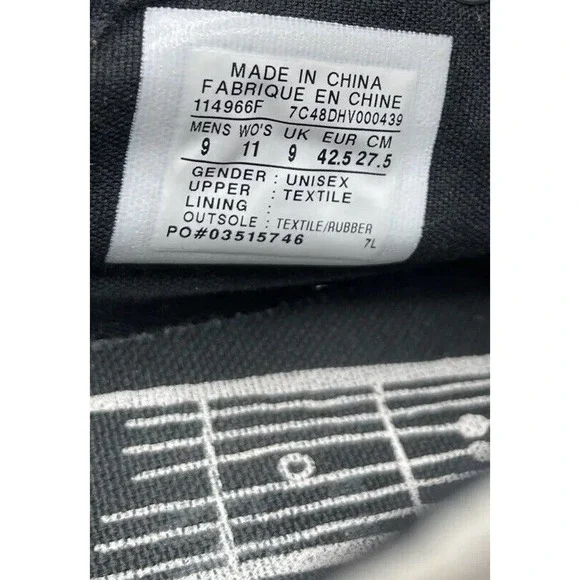 MADE IN CHINA
FABRIQUE EN CHINE
114966F 7C48DHV000439
MENS WO'S UK EUR CM
9 11 9 42.5 27.5
GENDER : UNISEX
UPPER : TEXTILE
LINING :
OUTSOLE : TEXTILE/RUBBER
PO#03515746 7L